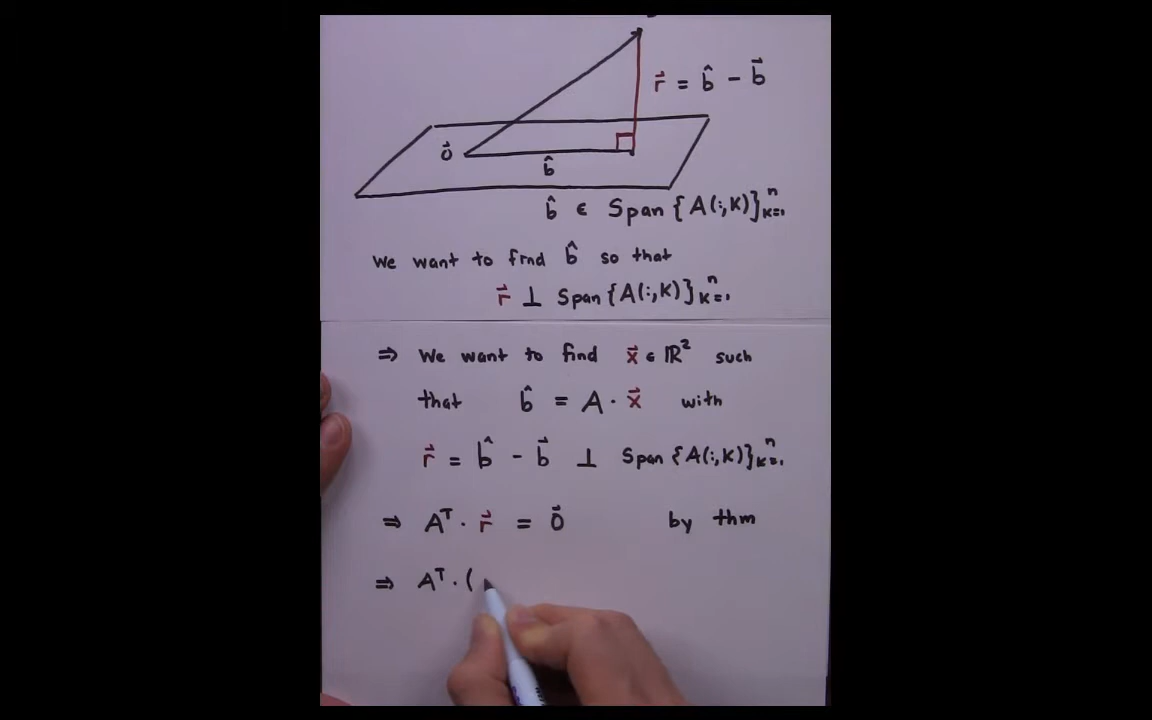 r⃗ = b̂ - b⃗
0⃗
b̂
b̂ ∈ Span {A(:,K)}ⁿₖ₌₁
We want to find b̂ so that
r⃗ ⊥ Span {A(:,K)}ⁿₖ₌₁
⇒ We want to find x⃗ ∈ ℝ² such
that b̂ = A · x⃗ with
r⃗ = b̂ - b⃗ ⊥ Span {A(:,K)}ⁿₖ₌₁
⇒ Aᵀ · r⃗ = 0⃗ by thm
⇒ Aᵀ · (